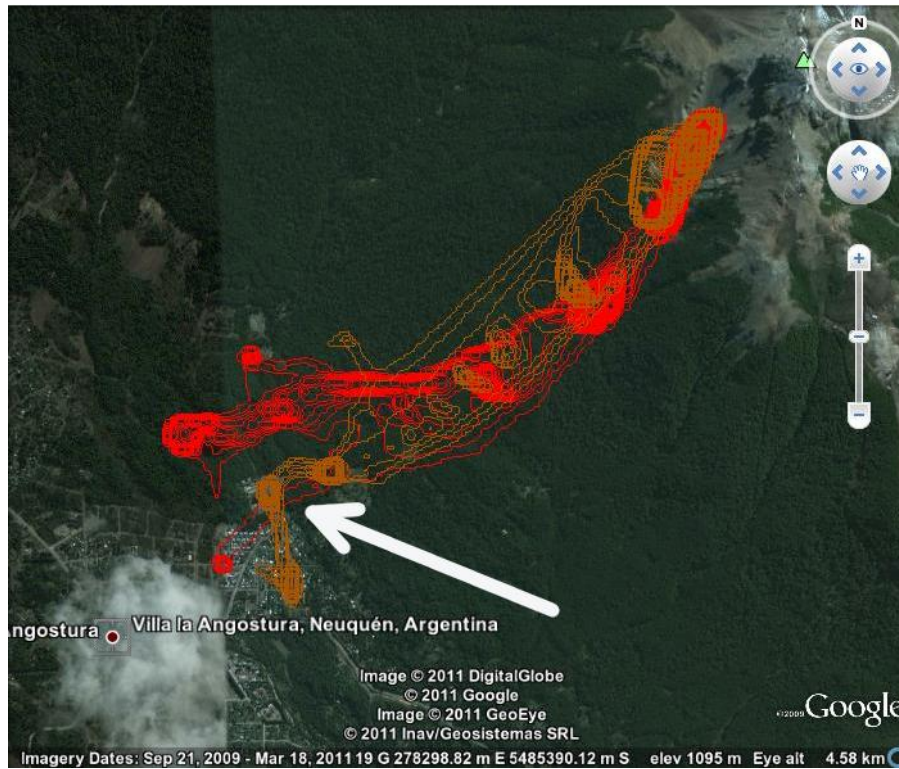 N
Angostura
Villa la Angostura, Neuquén, Argentina
Image © 2011 DigitalGlobe
© 2011 Google
Image © 2011 GeoEye
© 2011 Inav/Geosistemas SRL
©2009 Google
Imagery Dates: Sep 21, 2009 - Mar 18, 2011 19 G 278298.82 m E 5485390.12 m S elev 1095 m Eye alt 4.58 km